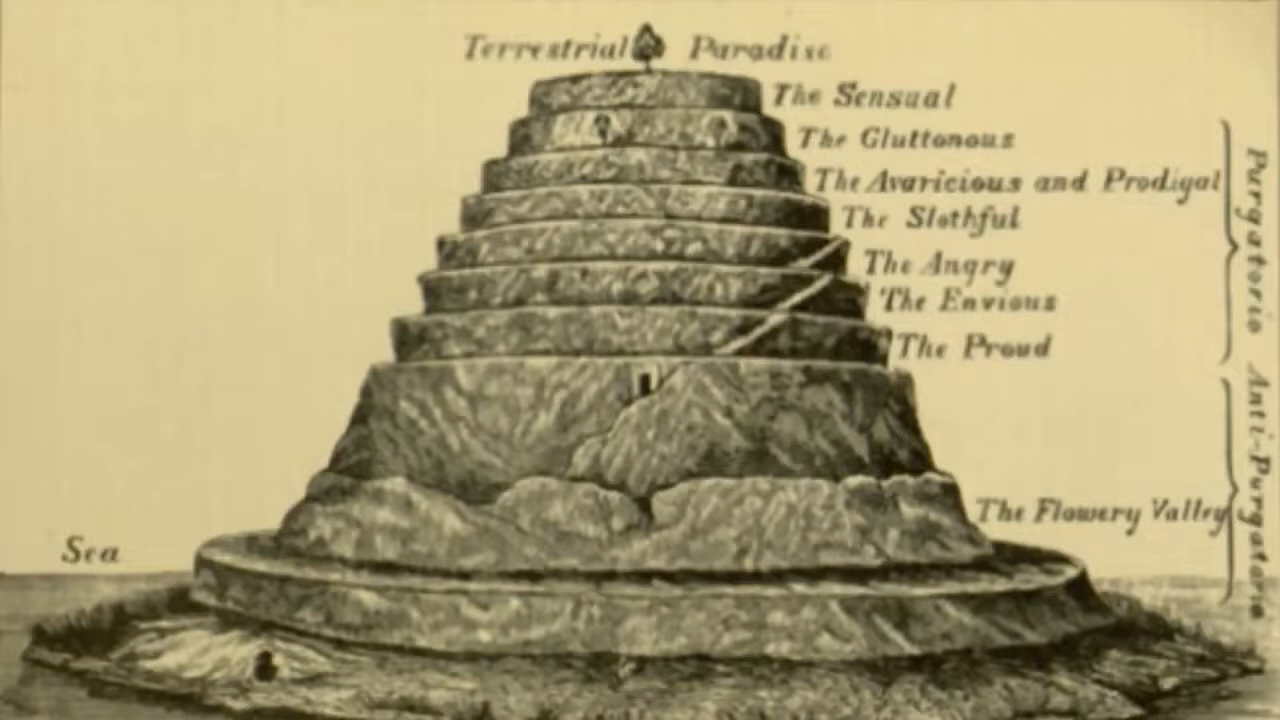 Terrestrial Paradise
The Sensual
The Gluttonous
The Avaricious and Prodigal
The Slothful
The Angry
The Envious
The Proud
Purgatorio
The Flowery Valley
Anti-Purgatorio
Sea